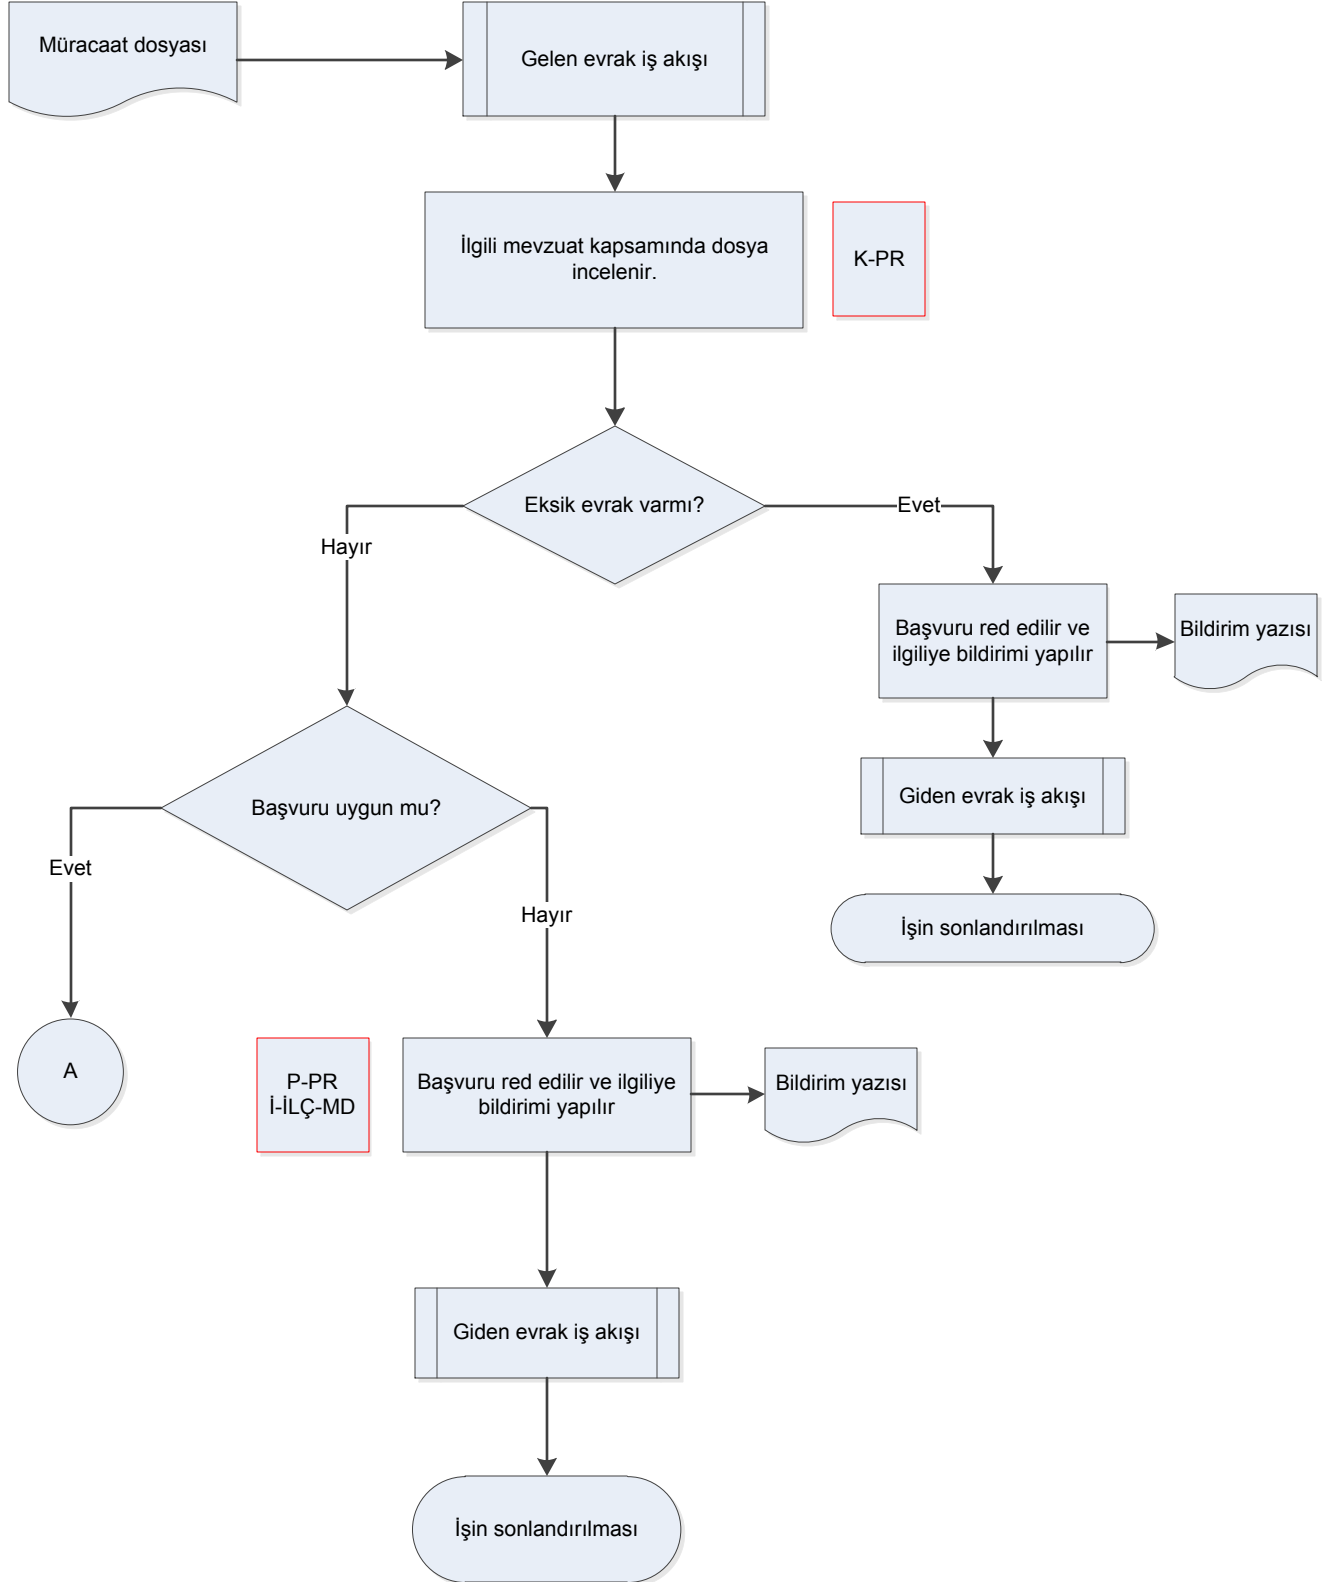 Müracaat dosyası
Gelen evrak iş akışı
İlgili mevzuat kapsamında dosya
incelenir.
K-PR
Eksik evrak varmı?
Evet
Hayır
Başvuru red edilir ve
ilgiliye bildirimi yapılır
Bildirim yazısı
Giden evrak iş akışı
İşin sonlandırılması
Başvuru uygun mu?
Evet
Hayır
A
P-PR
İ-İLÇ-MD
Başvuru red edilir ve ilgiliye
bildirimi yapılır
Bildirim yazısı
Giden evrak iş akışı
İşin sonlandırılması